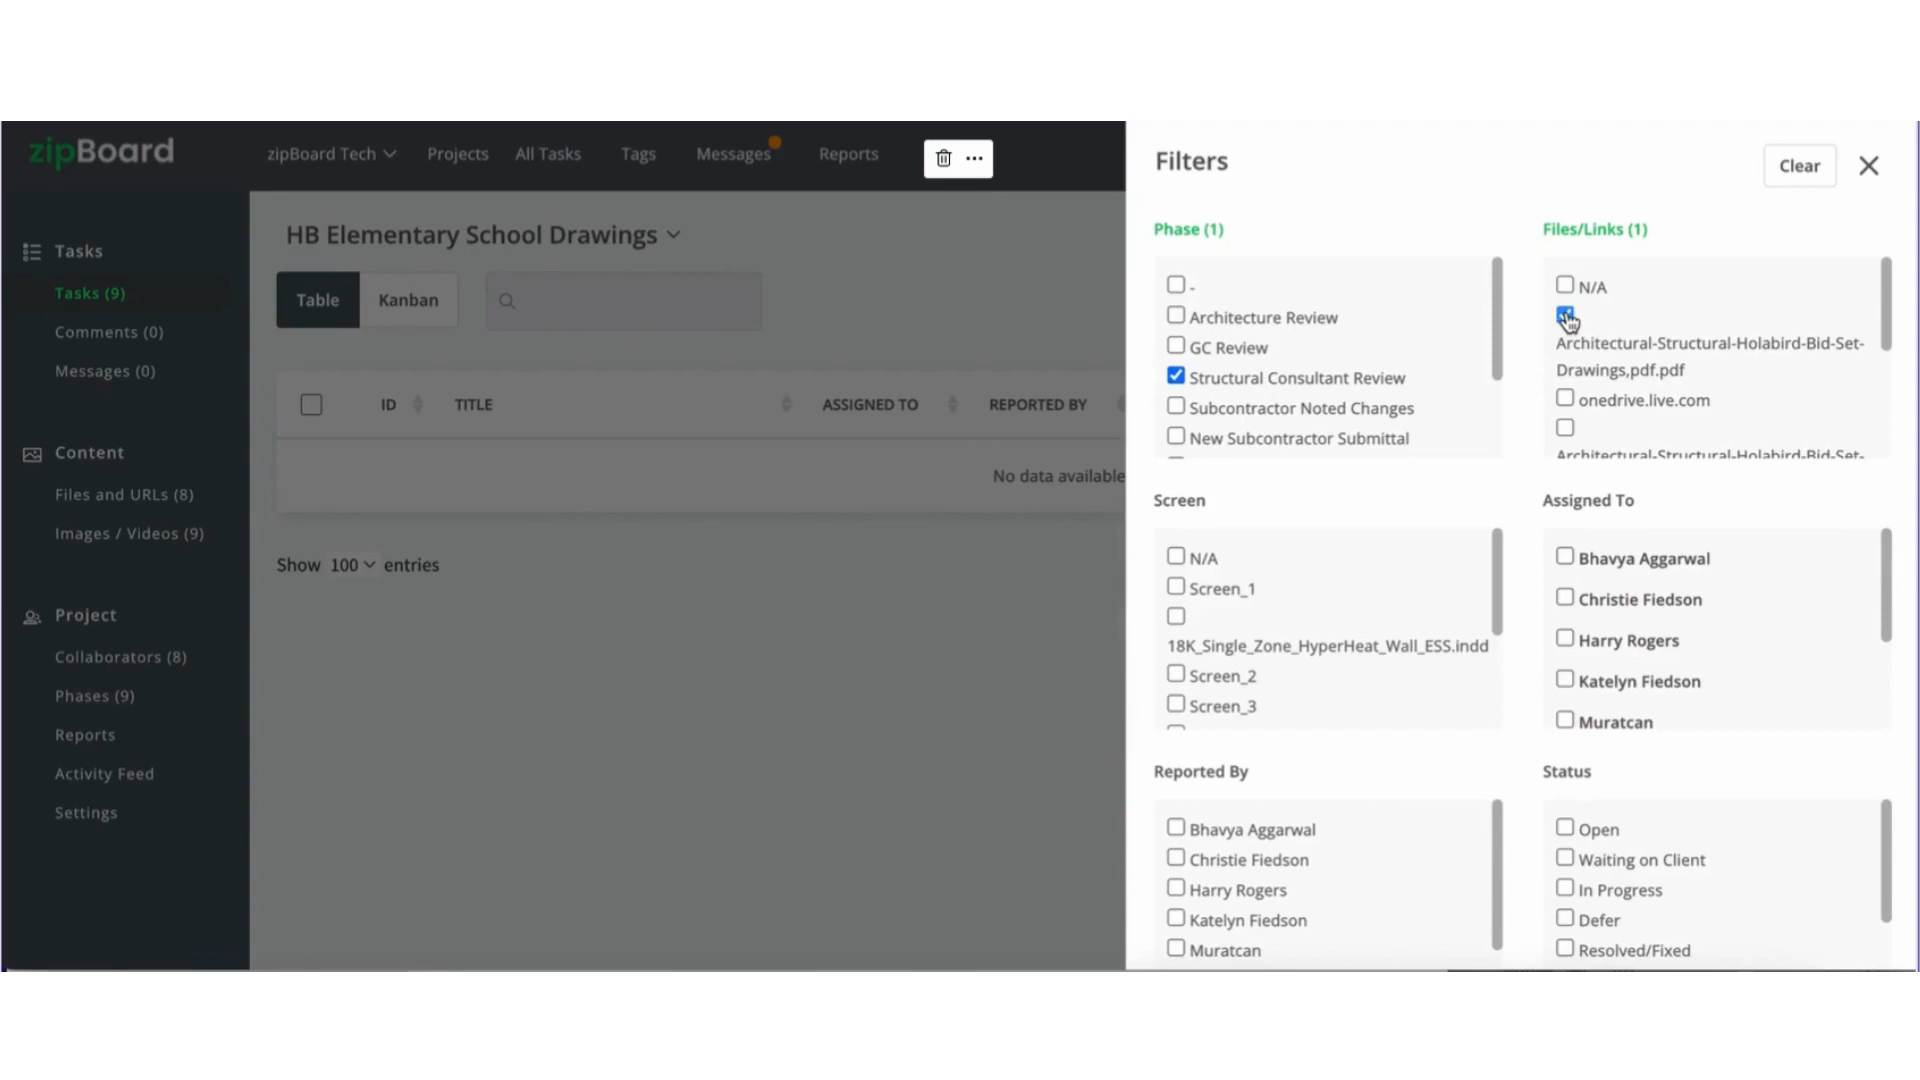 zipBoard
zipBoard Tech
Projects
All Tasks
Tags
Messages
Reports
Tasks
Tasks (9)
Comments (0)
Messages (0)
Content
Files and URLs (8)
Images / Videos (9)
Project
Collaborators (8)
Phases (9)
Reports
Activity Feed
Settings
HB Elementary School Drawings
Table
Kanban
ID
TITLE
ASSIGNED TO
REPORTED BY
No data available
Show 100 entries
Filters
Clear
Phase (1)
-
Architecture Review
GC Review
Structural Consultant Review
Subcontractor Noted Changes
New Subcontractor Submittal
Files/Links (1)
N/A
Architectural-Structural-Holabird-Bid-Set-
Drawings,pdf.pdf
onedrive.live.com
Architectural-Structural-Holabird-Bid-Set-
Screen
N/A
Screen_1
18K_Single_Zone_HyperHeat_Wall_ESS.indd
Screen_2
Screen_3
Assigned To
Bhavya Aggarwal
Christie Fiedson
Harry Rogers
Katelyn Fiedson
Muratcan
Reported By
Bhavya Aggarwal
Christie Fiedson
Harry Rogers
Katelyn Fiedson
Muratcan
Status
Open
Waiting on Client
In Progress
Defer
Resolved/Fixed